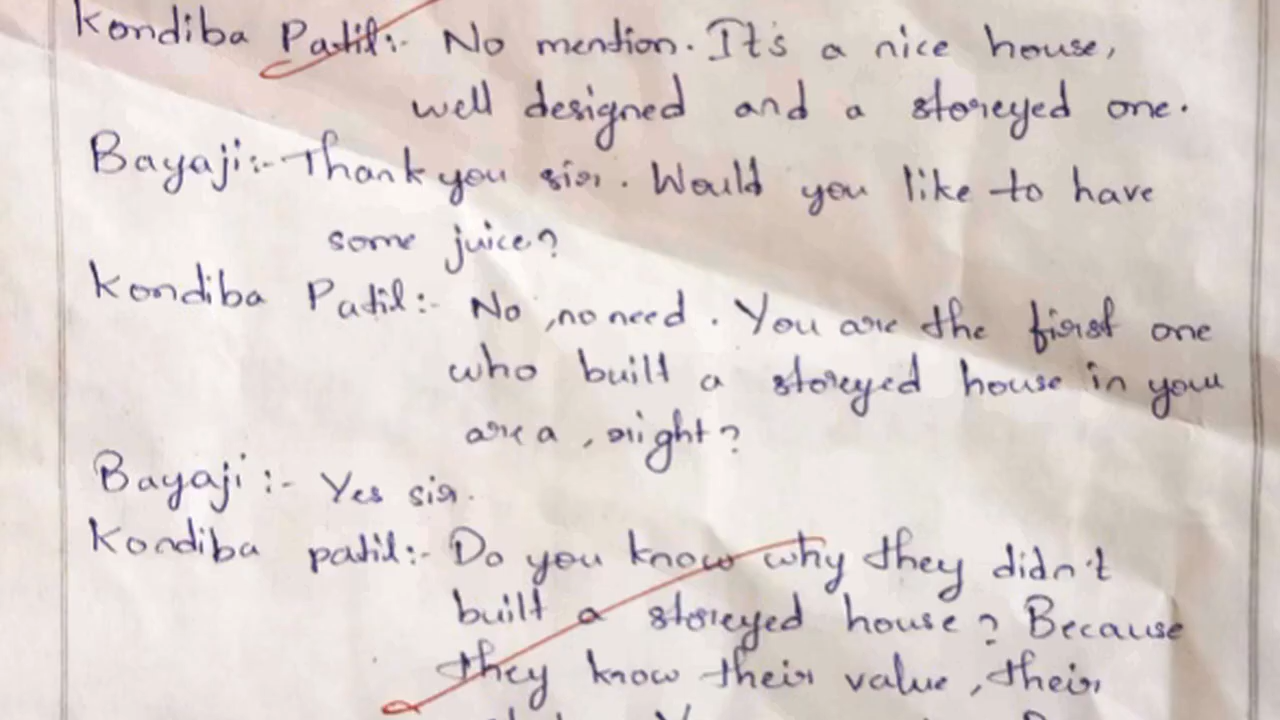 Kondiba Patil:- No mention. It's a nice house,
well designed and a storeyed one.
Bayaji:- Thank you sir. Would you like to have
some juice?
Kondiba Patil:- No, no need. You are the first one
who built a storeyed house in your
area, right?
Bayaji:- Yes sir.
Kondiba patil:- Do you know why they didn't
built a storeyed house? Because
they know their value, their